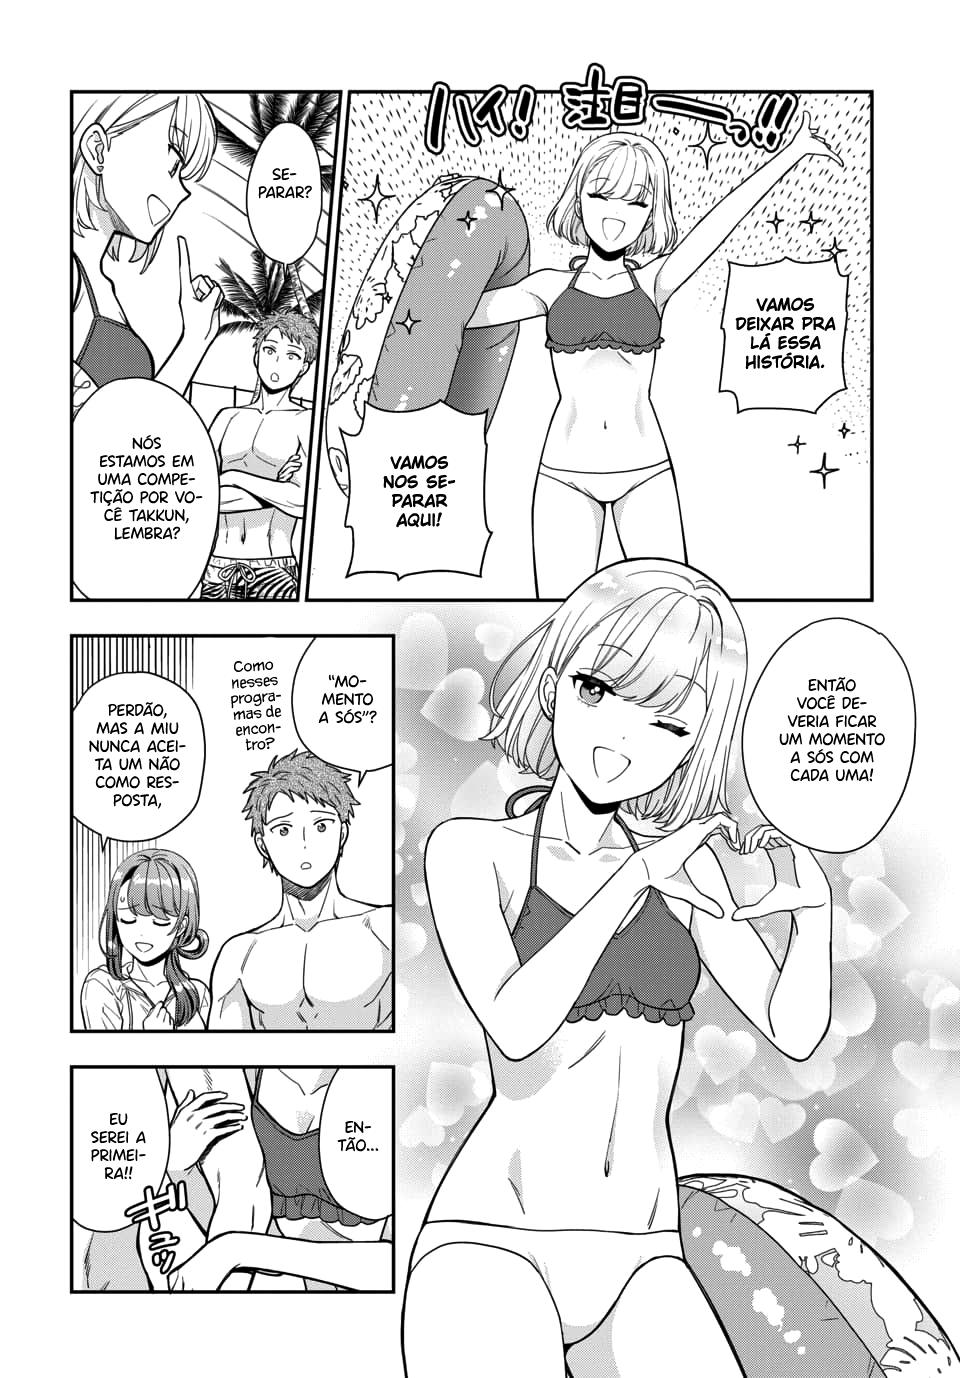 ハイ！ 注目ーっ!!
VAMOS
DEIXAR PRA
LÁ ESSA
HISTÓRIA.
VAMOS
NOS SE-
PARAR
AQUI!
SE-
PARAR?
NÓS
ESTAMOS EM
UMA COMPE-
TIÇÃO POR VO-
CÊ TAKKUN,
LEMBRA?
ENTÃO
VOCÊ DE-
VERIA FICAR
UM MOMENTO
A SÓS COM
CADA UMA!
"MO-
MENTO
A SÓS"?
Como
nesses
progra-
mas de
encon-
tro?
PERDÃO,
MAS A MIU
NUNCA ACEI-
TA UM NÃO
COMO RES-
POSTA,
EN-
TÃO...
EU
SEREI A
PRIMEI-
RA!!
ギュッ